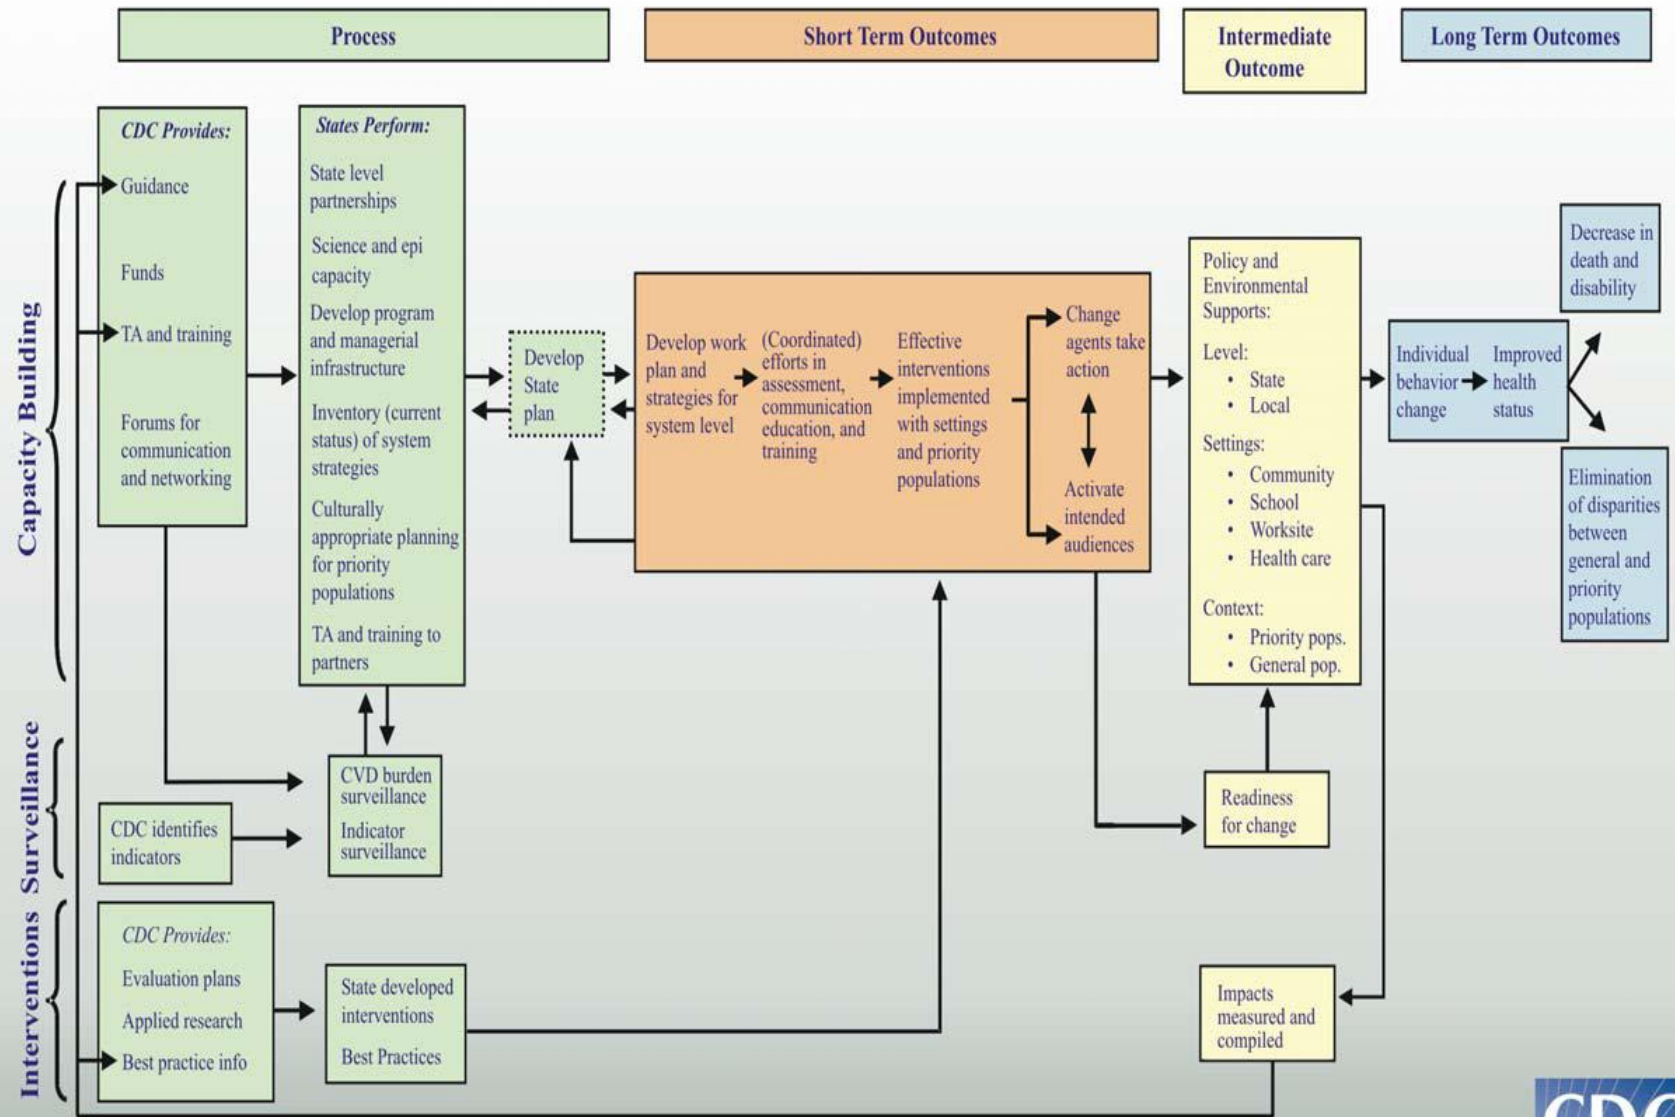 Process
Short Term Outcomes
Intermediate
Outcome
Long Term Outcomes
Capacity Building
Surveillance
Interventions
CDC Provides:
Guidance
Funds
TA and training
Forums for
communication
and networking
States Perform:
State level
partnerships
Science and epi
capacity
Develop program
and managerial
infrastructure
Inventory (current
status) of system
strategies
Culturally
appropriate planning
for priority
populations
TA and training to
partners
Develop
State
plan
Develop work
plan and
strategies for
system level
(Coordinated)
efforts in
assessment,
communication
education, and
training
Effective
interventions
implemented
with settings
and priority
populations
Change
agents take
action
Activate
intended
audiences
Policy and
Environmental
Supports:
Level:
• State
• Local
Settings:
• Community
• School
• Worksite
• Health care
Context:
• Priority pops.
• General pop.
Individual
behavior
change
Improved
health
status
Decrease in
death and
disability
Elimination
of disparities
between
general and
priority
populations
CVD burden
surveillance
Indicator
surveillance
CDC identifies
indicators
Readiness
for change
CDC Provides:
Evaluation plans
Applied research
Best practice info
State developed
interventions
Best Practices
Impacts
measured and
compiled
CDC